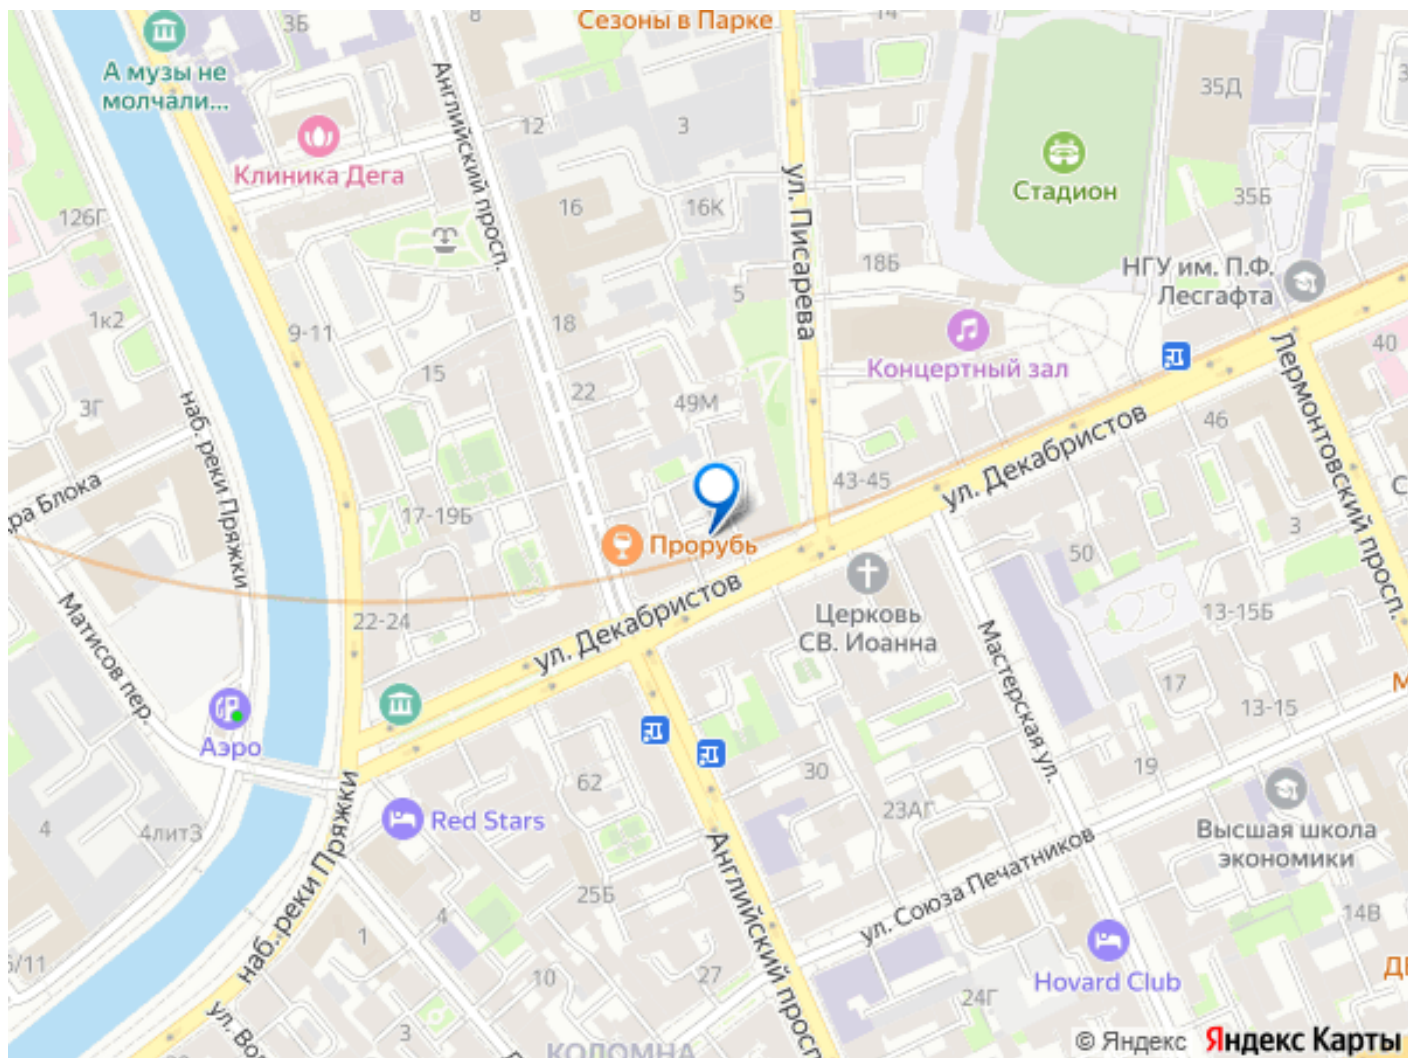 Сезоны в Парке
8
14
3Б
А музы не
молчали...
Английский просп.
12
3
35Д
Клиника Дега
Стадион
ул. Писарева
126Г
16
16К
35Б
18Б
НГУ им. П.Ф.
Лесгафта
5
1к2
9-11
18
Концертный зал
40
Лермонтовский просп.
15
22
49М
3Г
46
наб. реки Пряжки
43-45
ул. Декабристов
17-19Б
3
Прорубь
50
22-24
ул. Декабристов
Церковь
СВ. Иоанна
13-15Б
Матисов пер.
Мастерская ул.
17
13-15
Аэро
19
30
62
23АГ
4
4лит3
Red Stars
Высшая школа
экономики
наб. реки Пряжки
Английский просп
ул. Союза Печатников
25Б
4
1
14В
6/11
10
27
Hovard Club
24Г
3
КОЛОМНА
© Яндекс Яндекс Карты